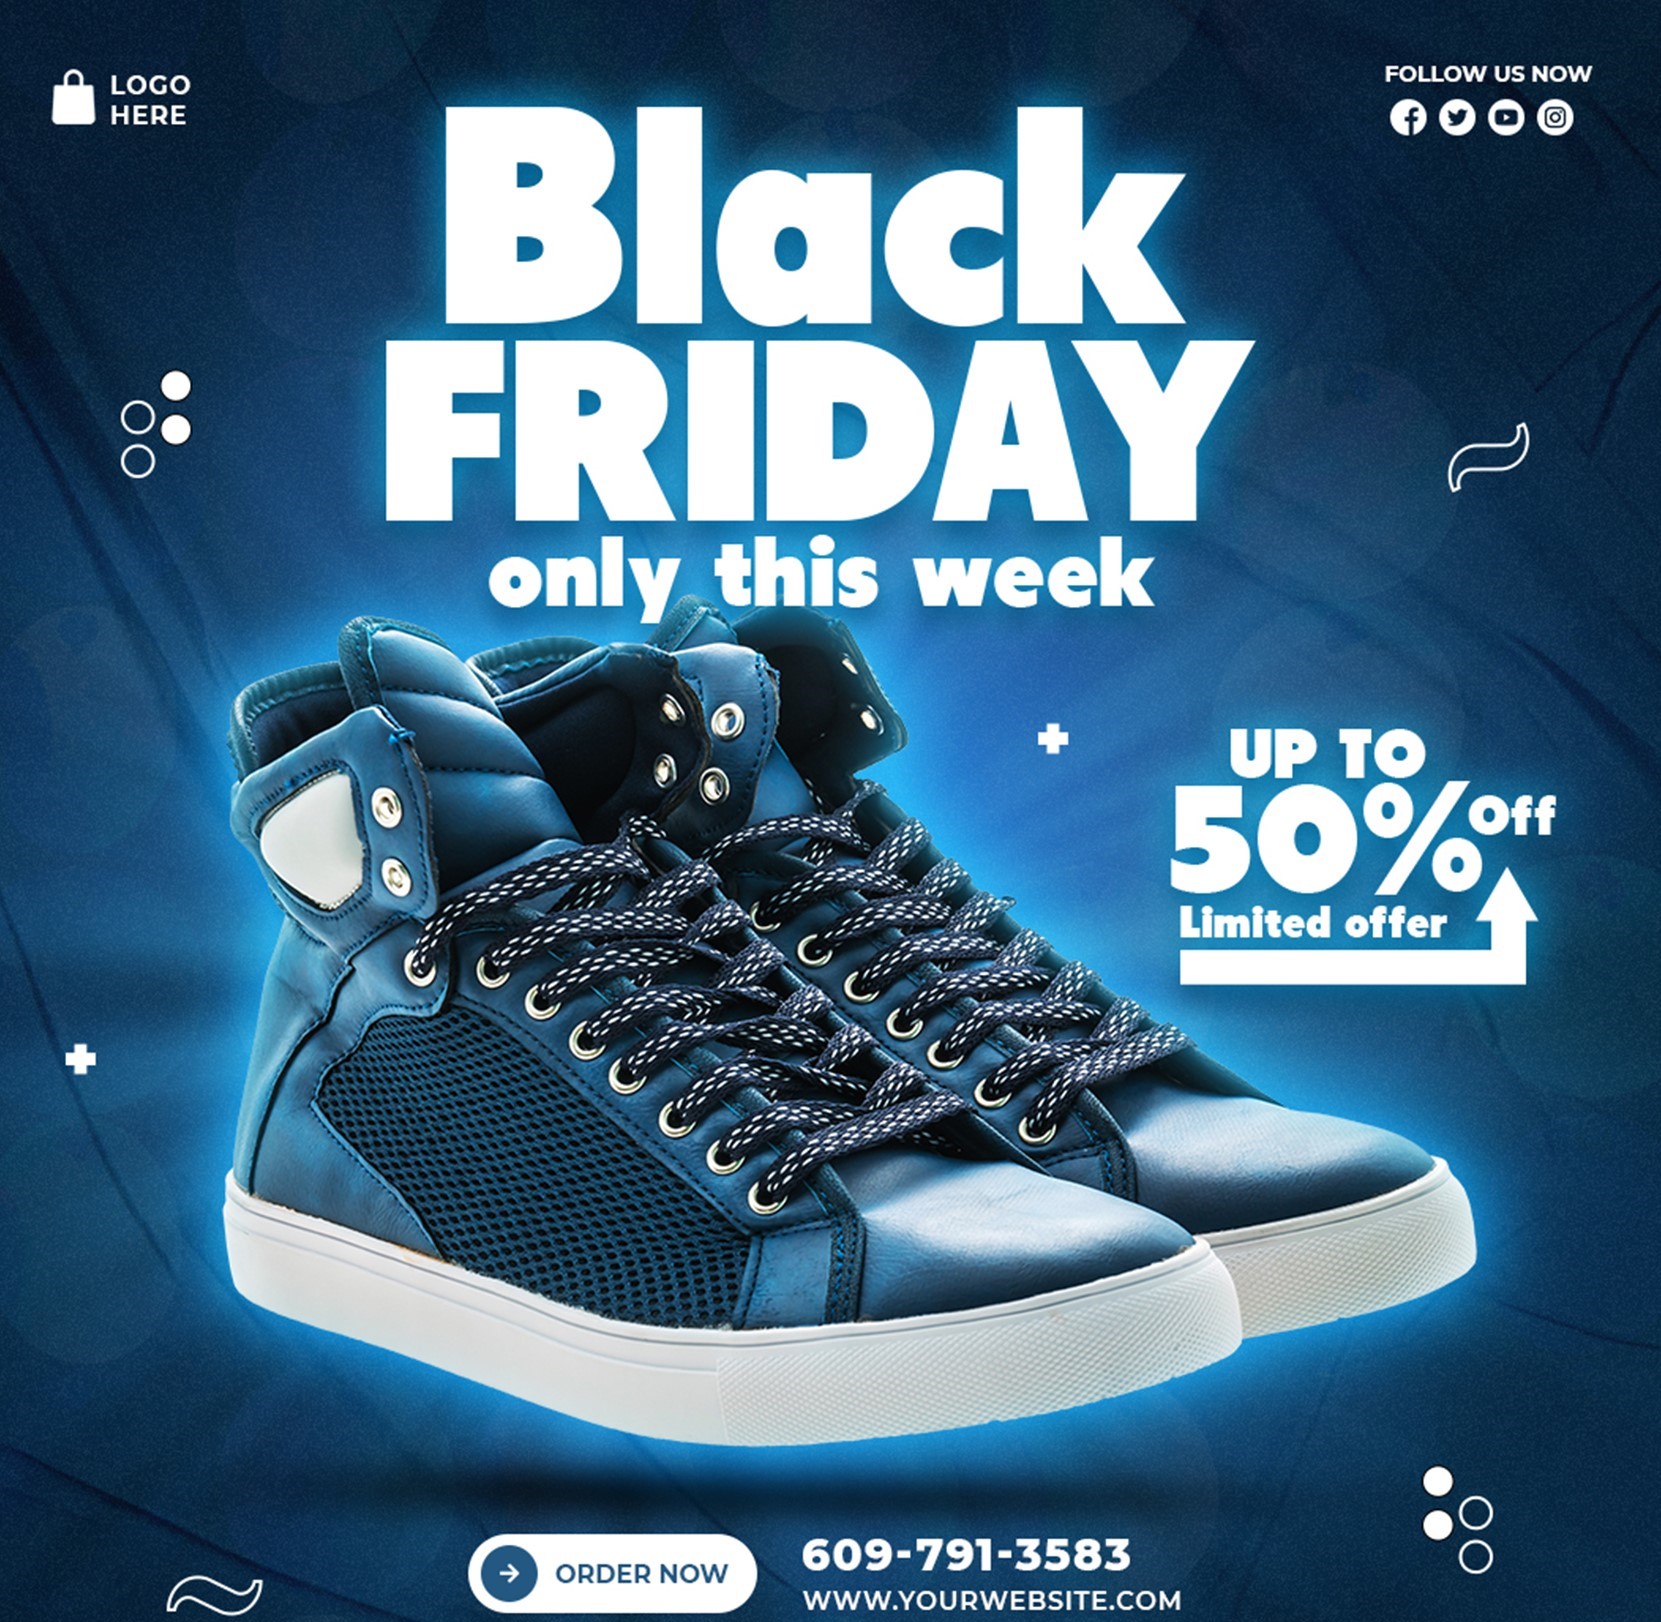 LOGO
HERE
FOLLOW US NOW
Black
FRIDAY
only this week
UP TO
50% Off
Limited offer
ORDER NOW
609-791-3583
WWW.YOURWEBSITE.COM